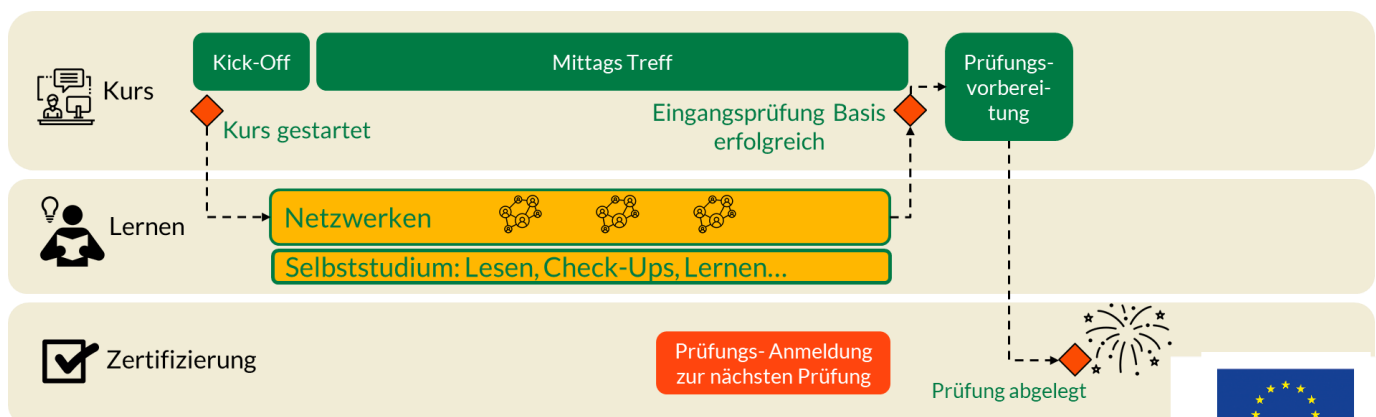 Kurs
Kick-Off
Mittags Treff
Prüfungs-
vorberei-
tung
Kurs gestartet
Eingangsprüfung Basis
erfolgreich
Lernen
Netzwerken
Selbststudium: Lesen, Check-Ups, Lernen...
Zertifizierung
Prüfungs- Anmeldung
zur nächsten Prüfung
Prüfung abgelegt